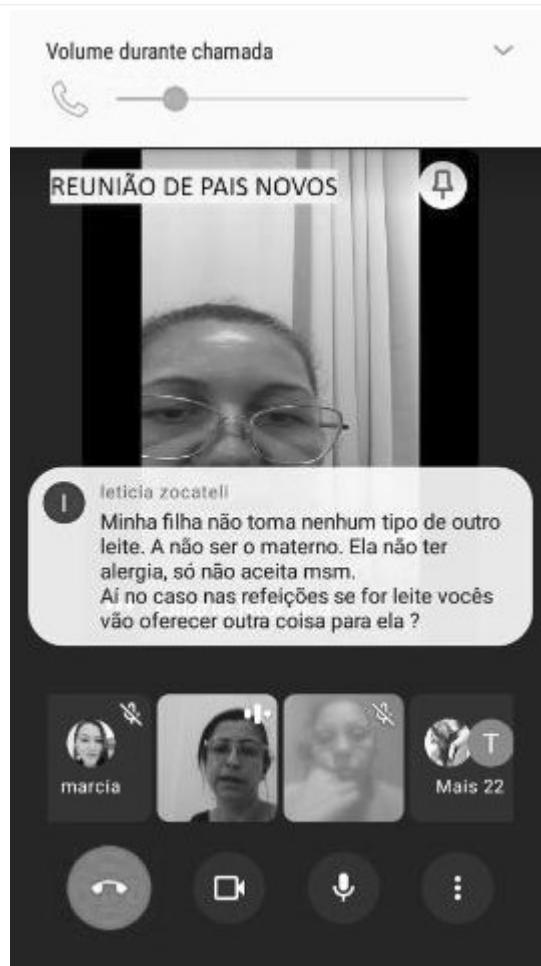 Volume durante chamada
REUNIÃO DE PAIS NOVOS
leticia zocateli
l
Minha filha não toma nenhum tipo de outro
leite. A não ser o materno. Ela não ter
alergia, só não aceita msm.
Aí no caso nas refeições se for leite vocês
vão oferecer outra coisa para ela ?
T
marcia
Mais 22